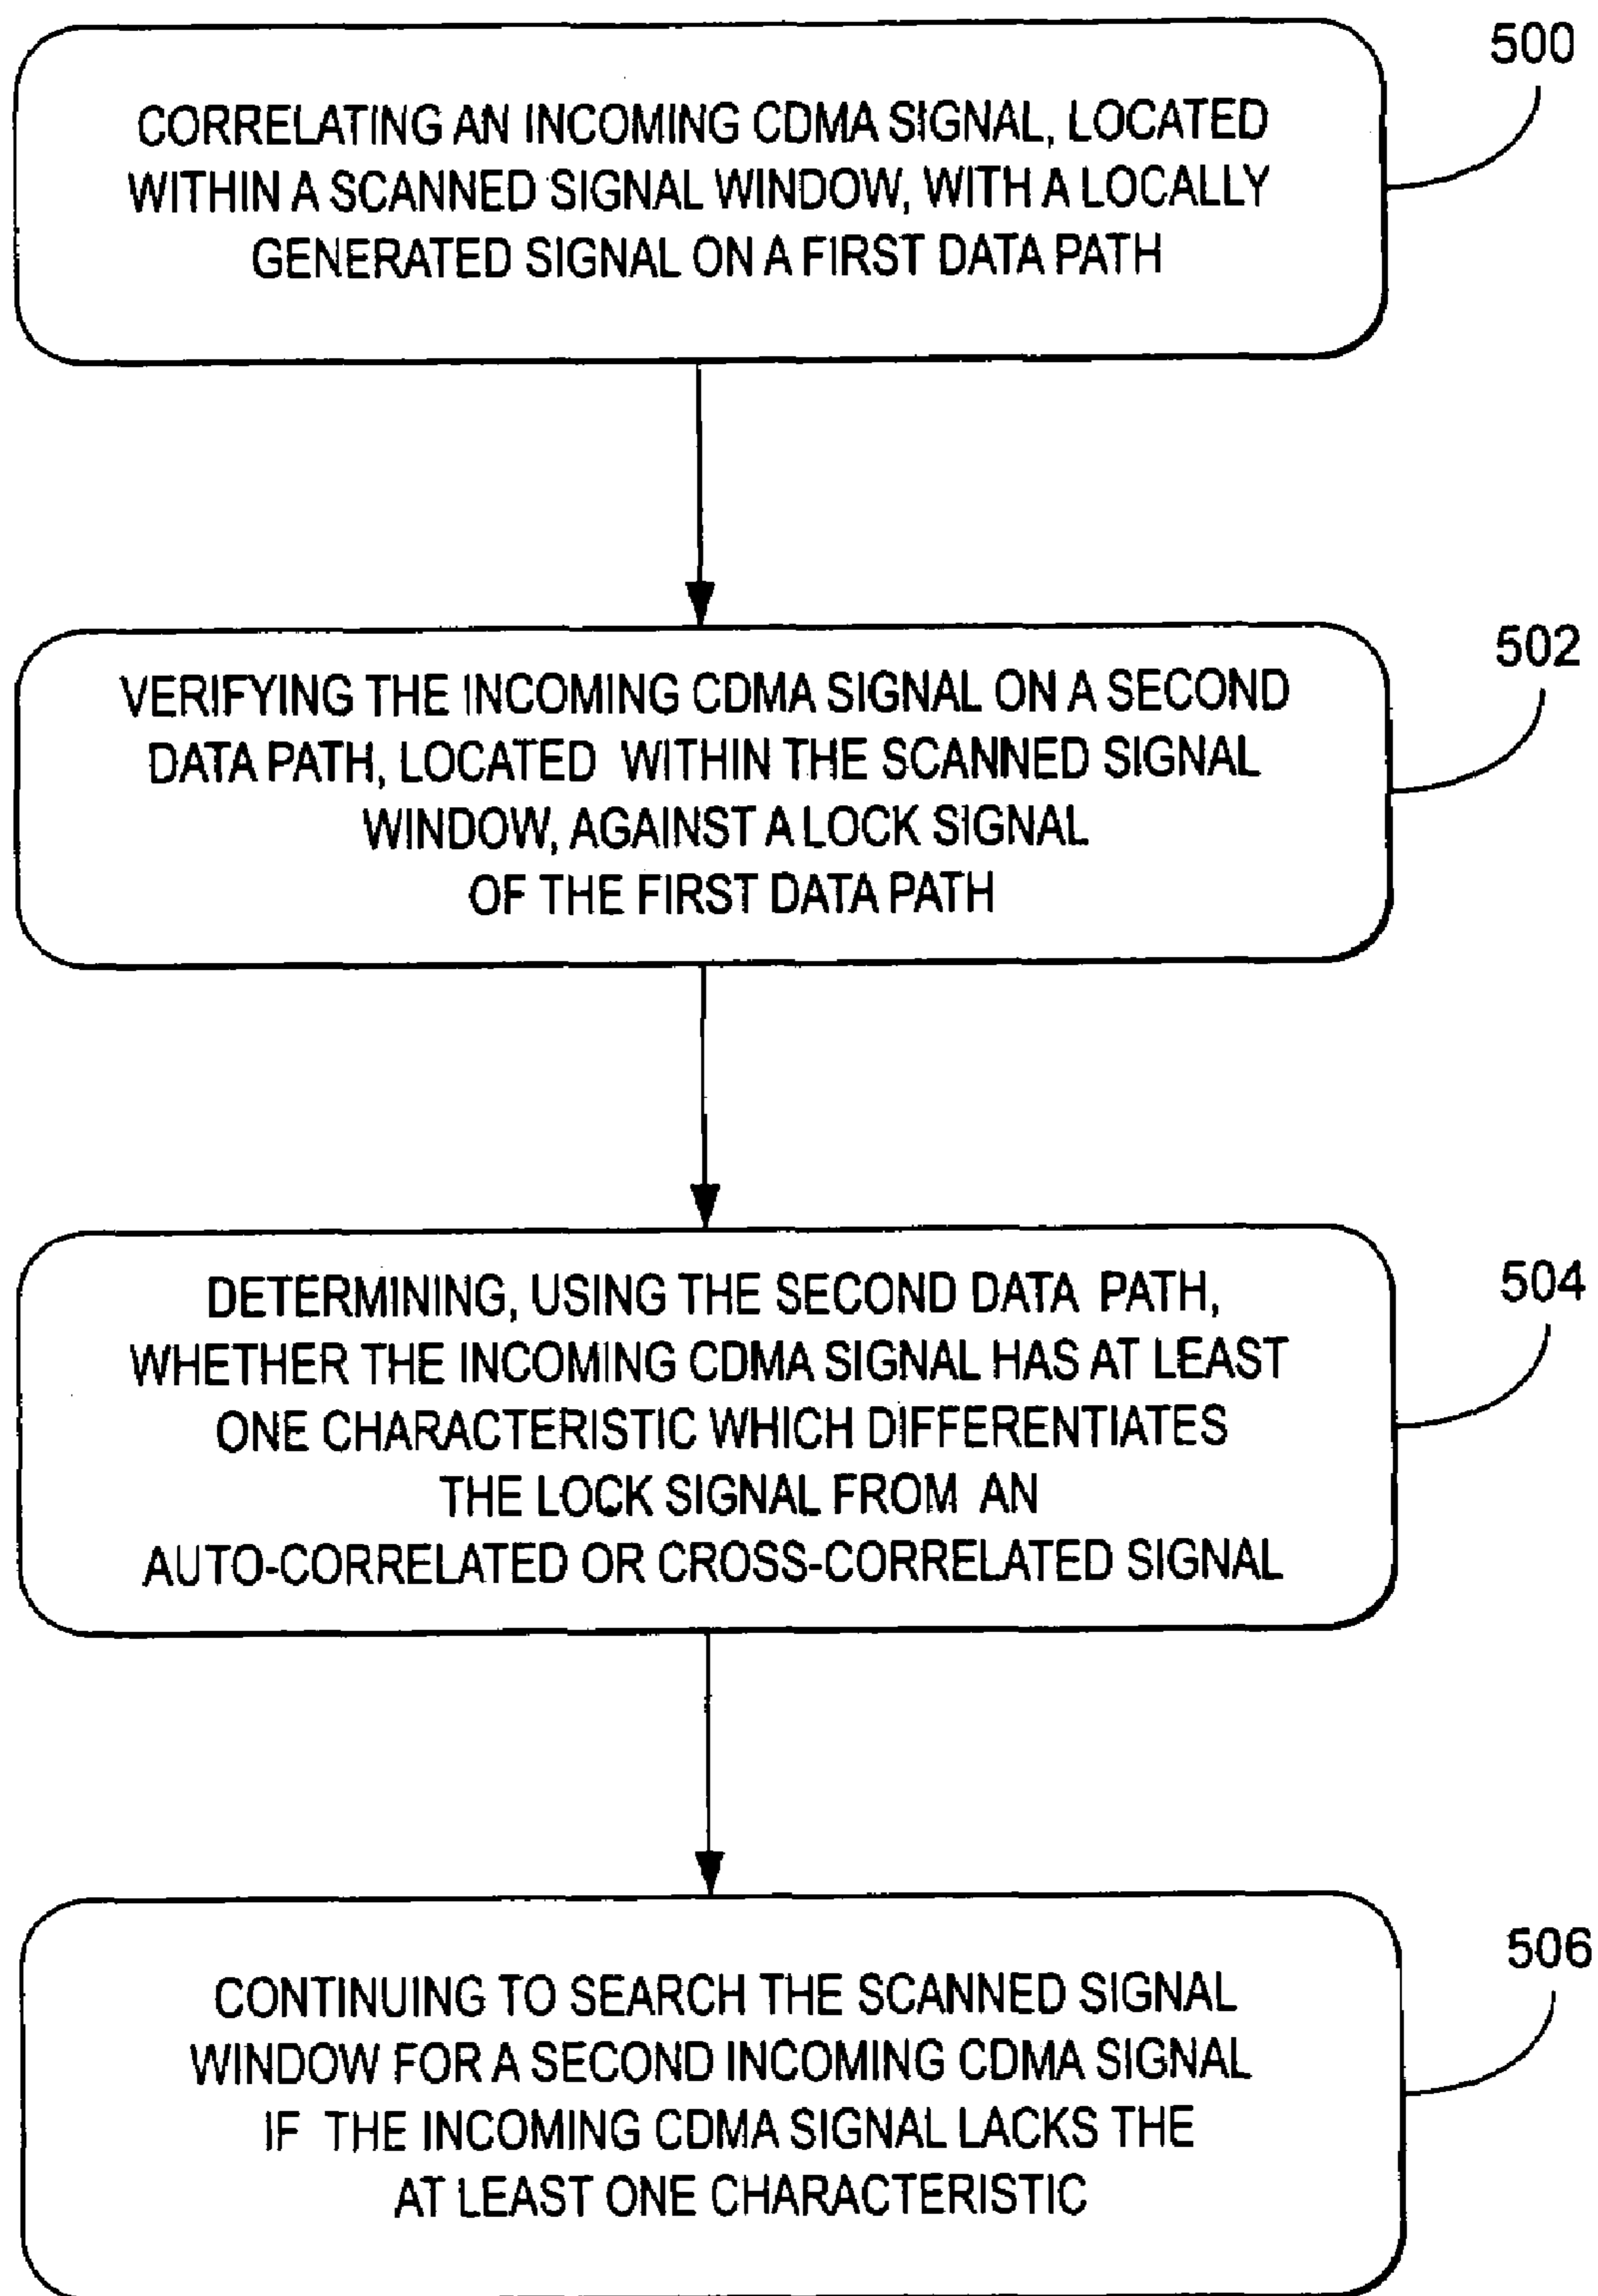 500
CORRELATING AN INCOMING CDMA SIGNAL, LOCATED
WITHIN A SCANNED SIGNAL WINDOW, WITH A LOCALLY
GENERATED SIGNAL ON A FIRST DATA PATH
502
VERIFYING THE INCOMING CDMA SIGNAL ON A SECOND
DATA PATH, LOCATED WITHIN THE SCANNED SIGNAL
WINDOW, AGAINST A LOCK SIGNAL
OF THE FIRST DATA PATH
504
DETERMINING, USING THE SECOND DATA PATH,
WHETHER THE INCOMING CDMA SIGNAL HAS AT LEAST
ONE CHARACTERISTIC WHICH DIFFERENTIATES
THE LOCK SIGNAL FROM AN
AUTO-CORRELATED OR CROSS-CORRELATED SIGNAL
506
CONTINUING TO SEARCH THE SCANNED SIGNAL
WINDOW FOR A SECOND INCOMING CDMA SIGNAL
IF THE INCOMING CDMA SIGNAL LACKS THE
AT LEAST ONE CHARACTERISTIC